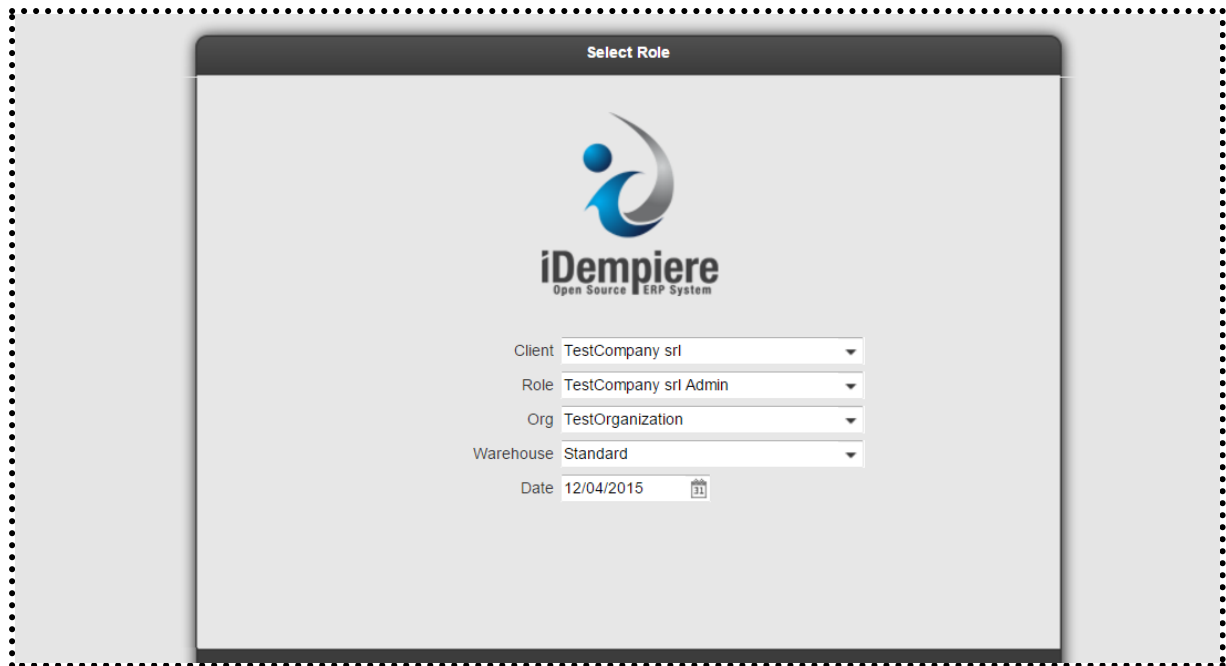 Select Role
iDempiere
Open Source ERP System
Client TestCompany srl
Role TestCompany srl Admin
Org TestOrganization
Warehouse Standard
Date 12/04/2015 31